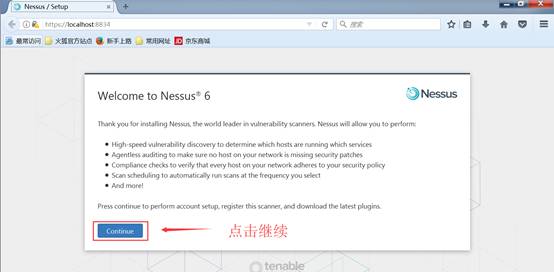 Nessus / Setup
https://localhost:8834
搜索
最常访问 火狐官方站点 新手上路 常用网址 JD 京东商城
Welcome to Nessus® 6
Nessus
Thank you for installing Nessus, the world leader in vulnerability scanners. Nessus will allow you to perform:
High-speed vulnerability discovery to determine which hosts are running which services
Agentless auditing to make sure no host on your network is missing security patches
Compliance checks to verify that every host on your network adheres to your security policy
Scan scheduling to automatically run scans at the frequency you select
And more!
Press continue to perform account setup, register this scanner, and download the latest plugins.
Continue
点击继续
tenable